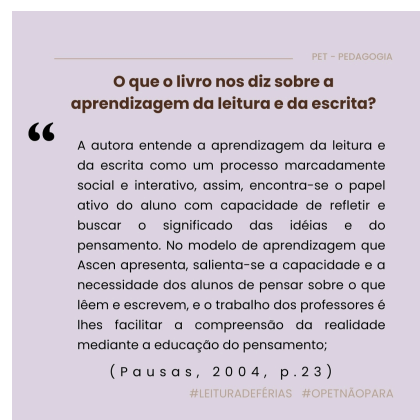 PET - PEDAGOGIA
O que o livro nos diz sobre a
aprendizagem da leitura e da escrita?
“
A autora entende a aprendizagem da leitura e
da escrita como um processo marcadamente
social e interativo, assim, encontra-se o papel
ativo do aluno com capacidade de refletir e
buscar o significado das idéias e do
pensamento. No modelo de aprendizagem que
Ascen apresenta, salienta-se a capacidade e a
necessidade dos alunos de pensar sobre o que
lêem e escrevem, e o trabalho dos professores é
lhes facilitar a compreensão da realidade
mediante a educação do pensamento;
(Pausas, 2004, p.23)
#LEITURADEFÉRIAS #OPETNÃOPARA